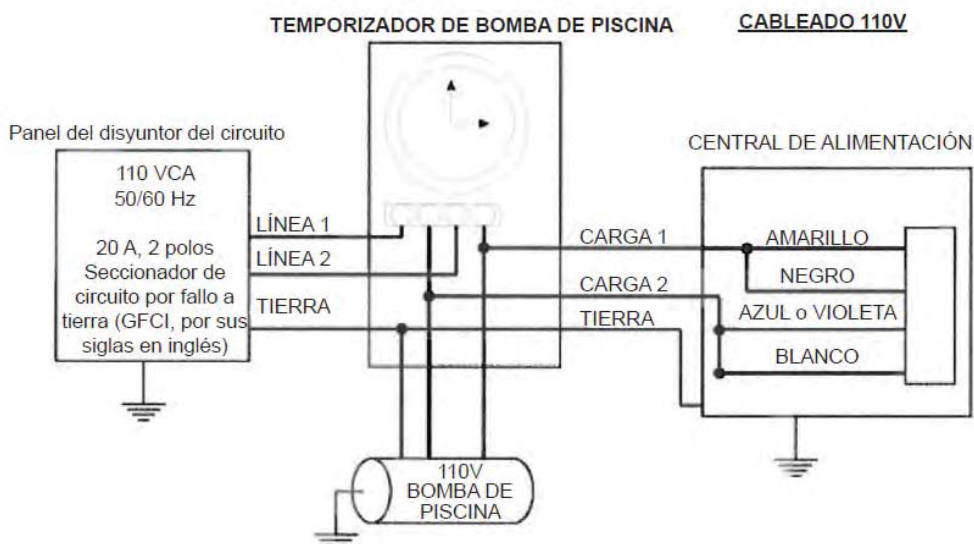 TEMPORIZADOR DE BOMBA DE PISCINA
CABLEADO 110V
Panel del disyuntor del circuito
110 VCA
50/60 Hz
20 A, 2 polos
Seccionador de
circuito por fallo a
tierra (GFCI, por sus
siglas en inglés)
LÍNEA 1
LÍNEA 2
TIERRA
CENTRAL DE ALIMENTACIÓN
CARGA 1
CARGA 2
TIERRA
AMARILLO
NEGRO
AZUL o VIOLETA
BLANCO
110V
BOMBA DE
PISCINA